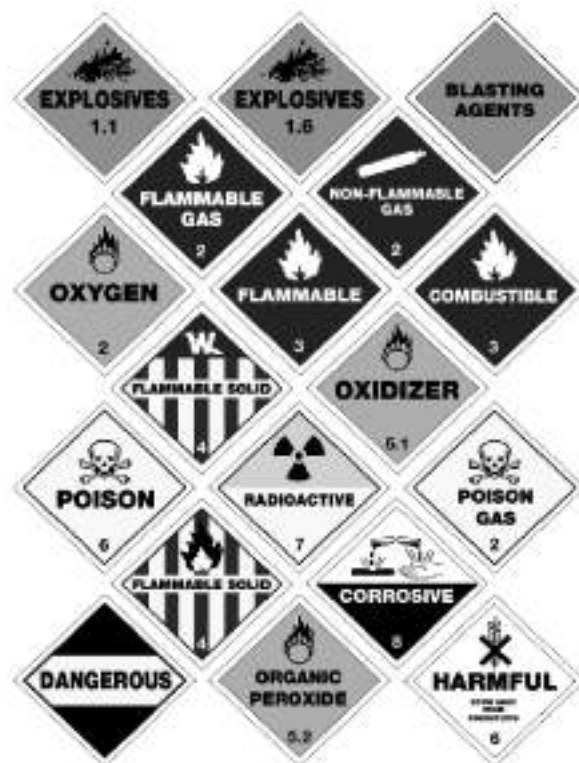 EXPLOSIVES
1.1
EXPLOSIVES
1.6
BLASTING
AGENTS
FLAMMABLE
GAS
2
NON-FLAMMABLE
GAS
2
OXYGEN
2
FLAMMABLE
3
COMBUSTIBLE
3
W
FLAMMABLE SOLID
4
OXIDIZER
5.1
POISON
6
RADIOACTIVE
7
POISON
GAS
2
FLAMMABLE SOLID
4
CORROSIVE
8
DANGEROUS
ORGANIC
PEROXIDE
5.2
HARMFUL
6